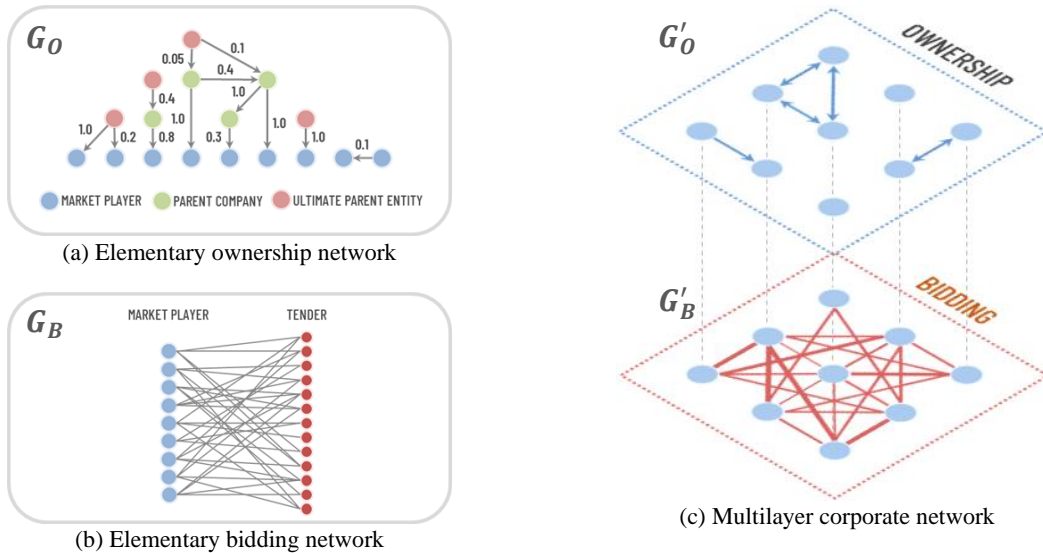 G_O
0.1
0.05
0.4
0.4
1.0
1.0
0.2
0.8
1.0
0.3
1.0
1.0
0.1
MARKET PLAYER
PARENT COMPANY
ULTIMATE PARENT ENTITY
(a) Elementary ownership network
G_B
MARKET PLAYER
TENDER
(b) Elementary bidding network
G'_O
OWNERSHIP
G'_B
BIDDING
(c) Multilayer corporate network